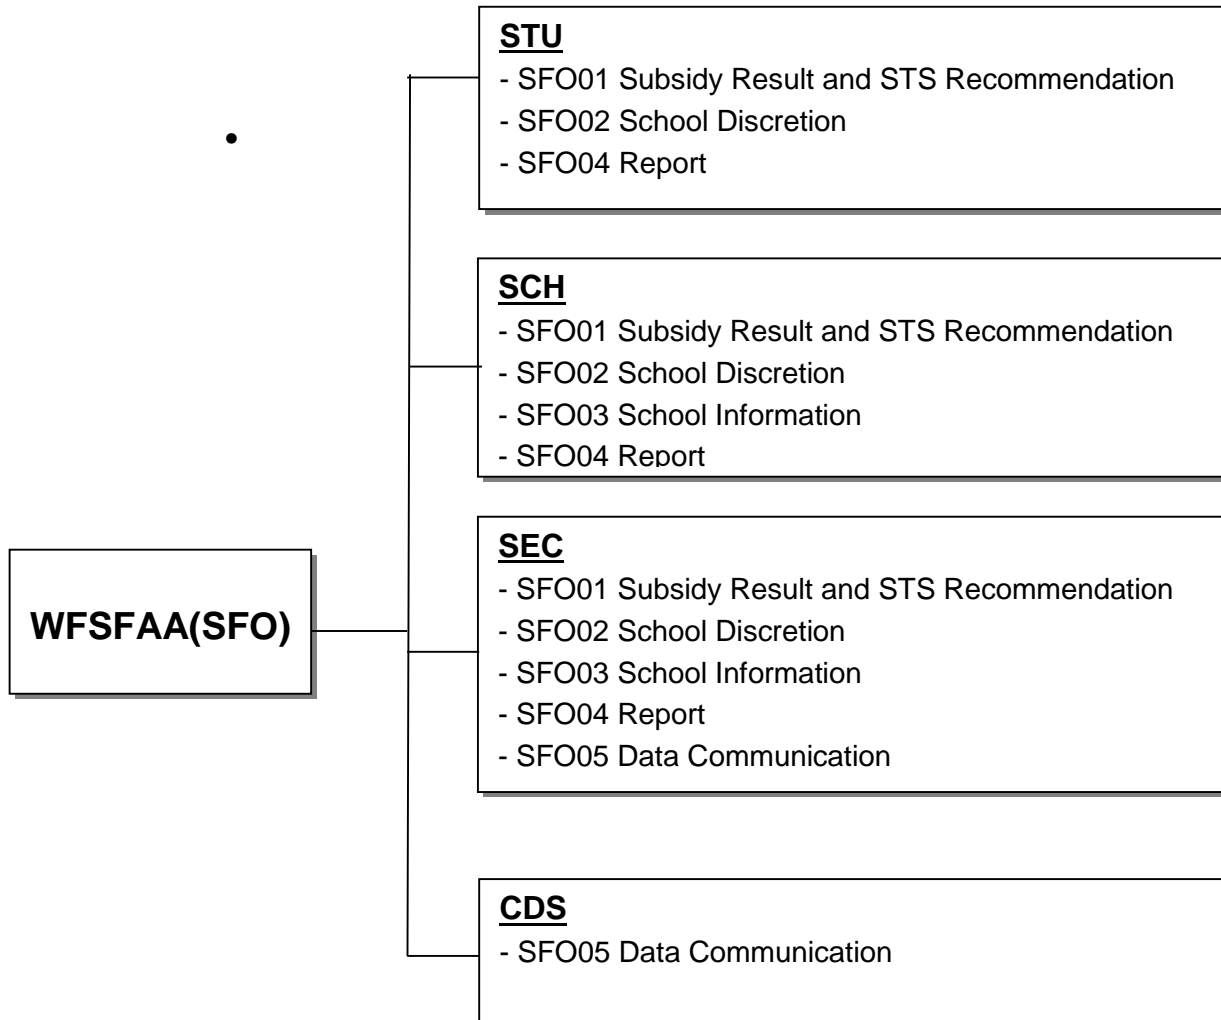 STU
- SFO01 Subsidy Result and STS Recommendation
- SFO02 School Discretion
- SFO04 Report
•
SCH
- SFO01 Subsidy Result and STS Recommendation
- SFO02 School Discretion
- SFO03 School Information
- SFO04 Report
WFSFAA(SFO)
SEC
- SFO01 Subsidy Result and STS Recommendation
- SFO02 School Discretion
- SFO03 School Information
- SFO04 Report
- SFO05 Data Communication
CDS
- SFO05 Data Communication